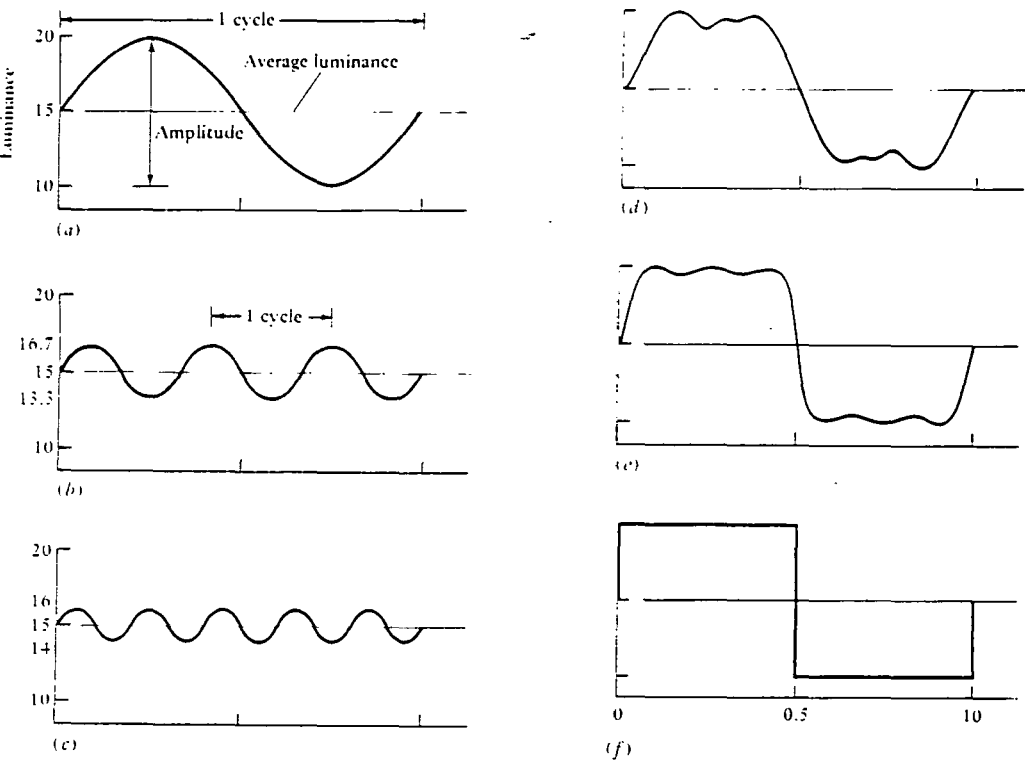 1 cycle
20
Average luminance
Luminance
15
Amplitude
10
(a)
20
1 cycle
16.7
15
13.3
10
(b)
20
16
15
14
10
(c)
(d)
(e)
0 0.5 10
(f)